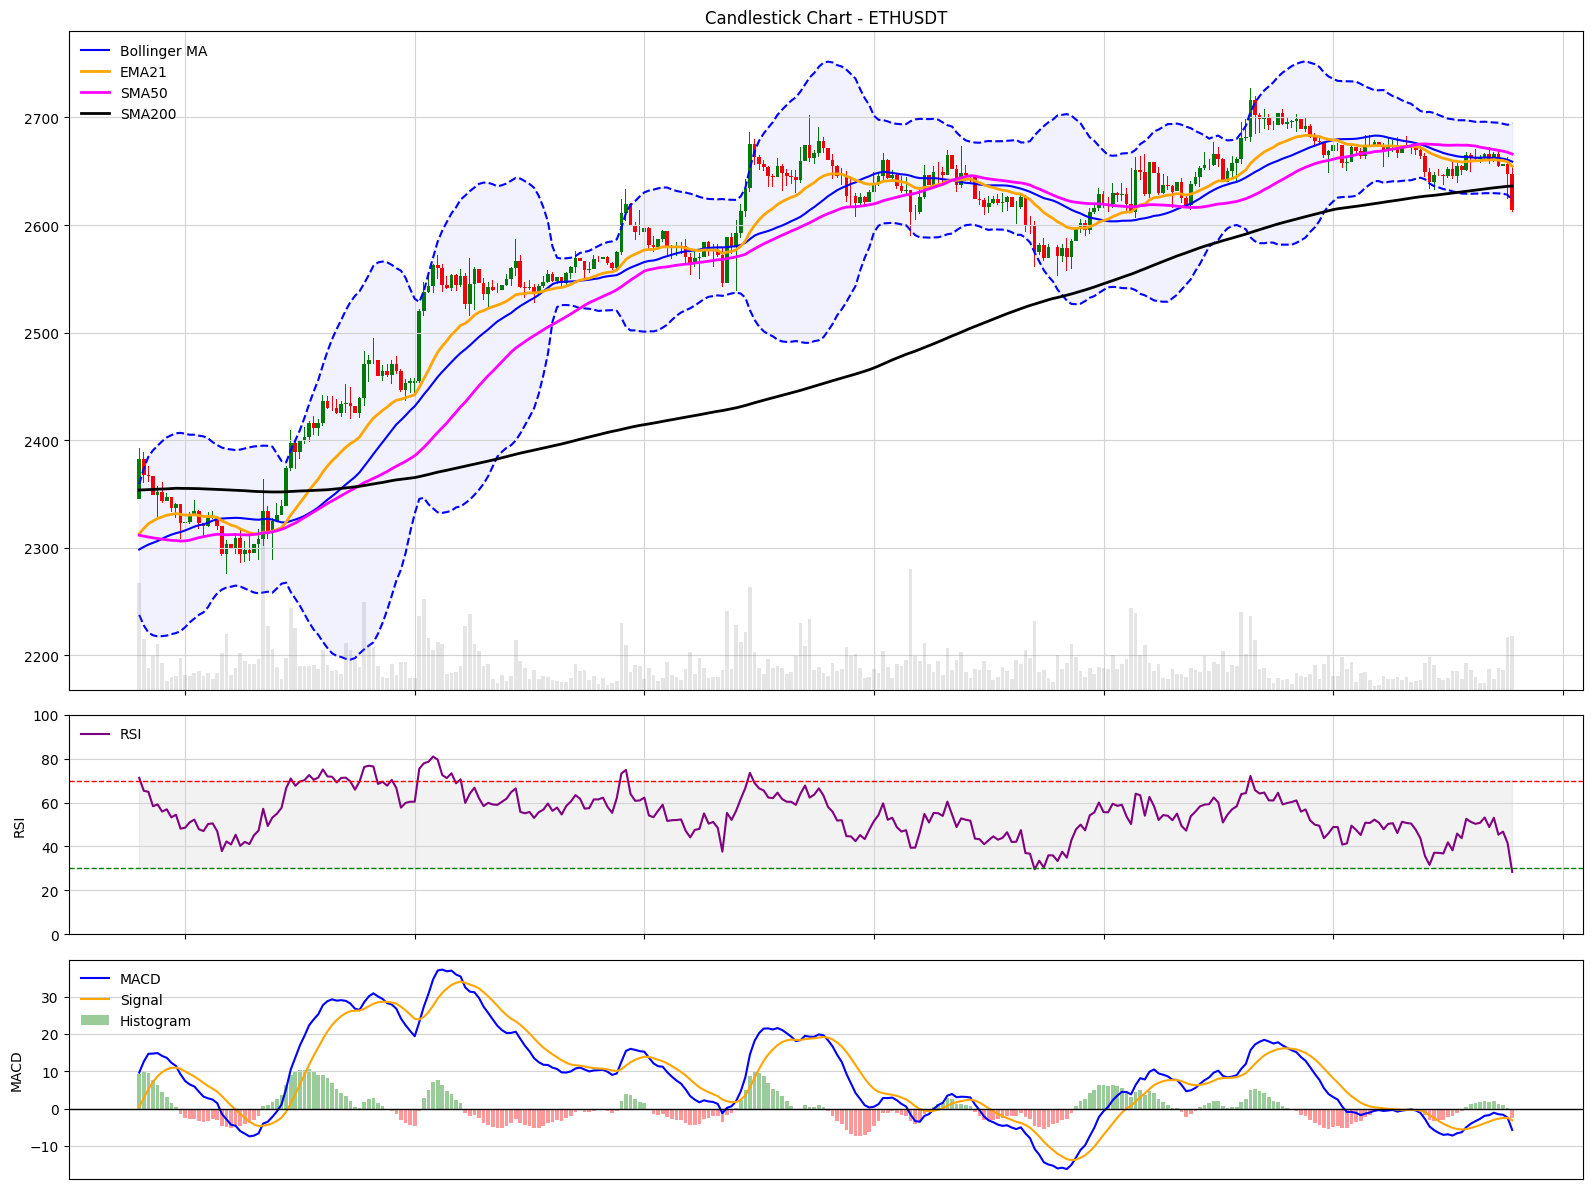 Candlestick Chart - ETHUSDT
Bollinger MA
EMA21
SMA50
SMA200
2700
2600
2500
2400
2300
2200
RSI
100
80
60
40
20
0
RSI
MACD
Signal
Histogram
30
20
10
0
−10
MACD